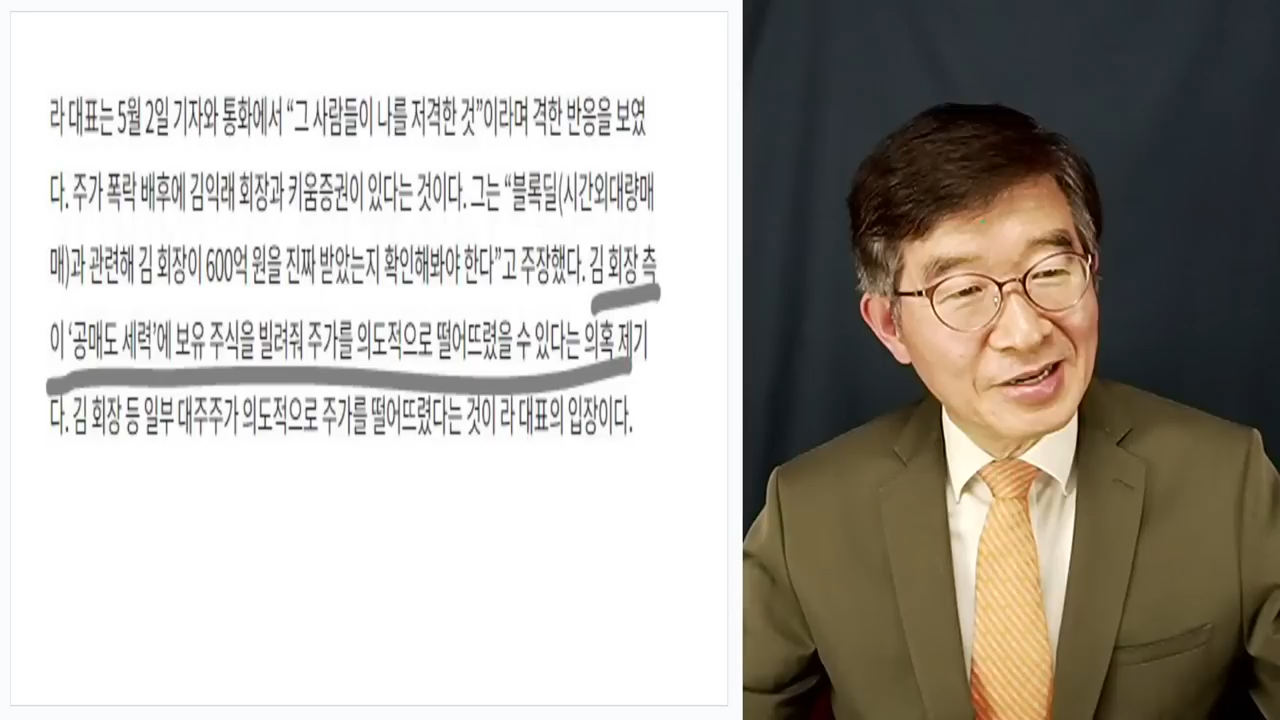 라 대표는 5월 2일 기자와 통화에서 “그 사람들이 나를 저격한 것”이라며 격한 반응을 보였
다. 주가 폭락 배후에 김익래 회장과 키움증권이 있다는 것이다. 그는 “블록딜(시간외대량매
매)과 관련해 김 회장이 600억 원을 진짜 받았는지 확인해봐야 한다”고 주장했다. 김 회장 측
이 ‘공매도 세력’에 보유 주식을 빌려줘 주가를 의도적으로 떨어뜨렸을 수 있다는 의혹 제기
다. 김 회장 등 일부 대주주가 의도적으로 주가를 떨어뜨렸다는 것이 라 대표의 입장이다.